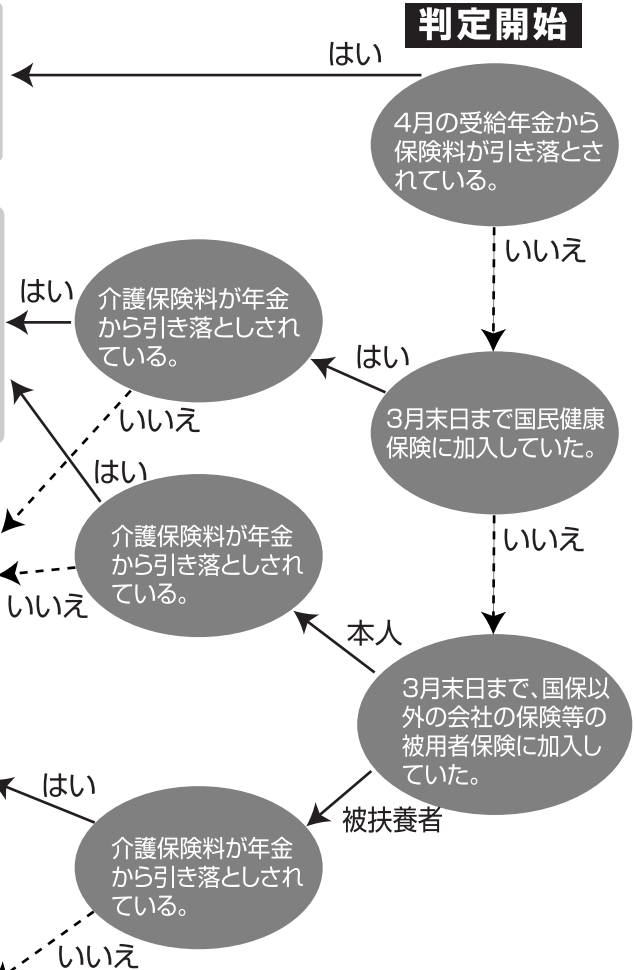 判定開始
はい
4月の受給年金から
保険料が引き落とさ
れている。
いいえ
はい
介護保険料が年金
から引き落としされ
ている。
はい
3月末日まで国民健康
保険に加入していた。
いいえ
はい
介護保険料が年金
から引き落としされ
ている。
いいえ
いいえ
本人
3月末日まで、国保以
外の会社の保険等の
被用者保険に加入し
ていた。
被扶養者
はい
介護保険料が年金
から引き落としされ
ている。
いいえ